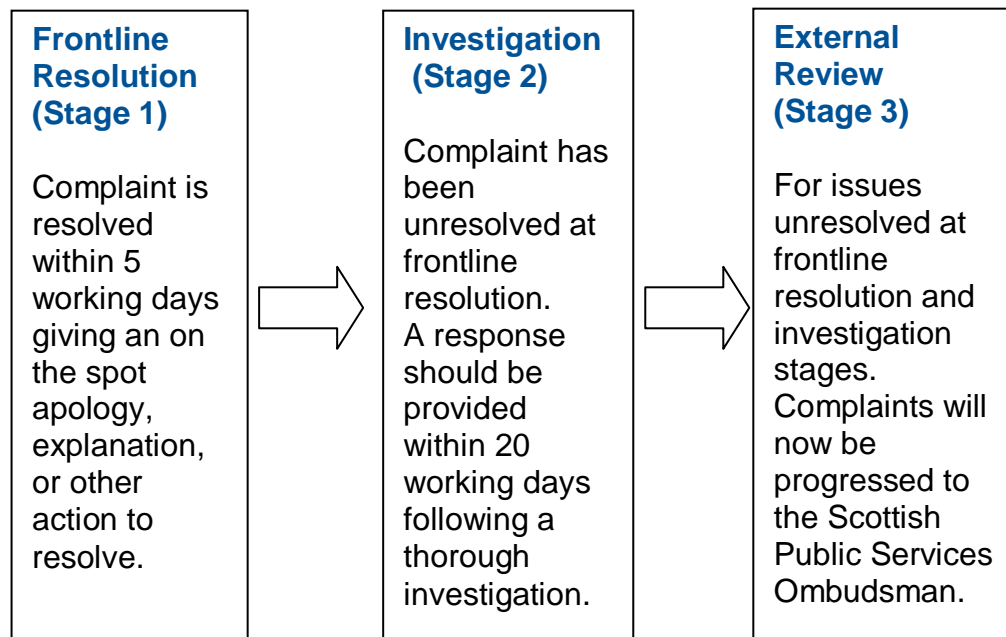 Frontline
Resolution
(Stage 1)
Complaint is
resolved
within 5
working days
giving an on
the spot
apology,
explanation,
or other
action to
resolve.
Investigation
(Stage 2)
Complaint has
been
unresolved at
frontline
resolution.
A response
should be
provided
within 20
working days
following a
thorough
investigation.
External
Review
(Stage 3)
For issues
unresolved at
frontline
resolution and
investigation
stages.
Complaints will
now be
progressed to
the Scottish
Public Services
Ombudsman.